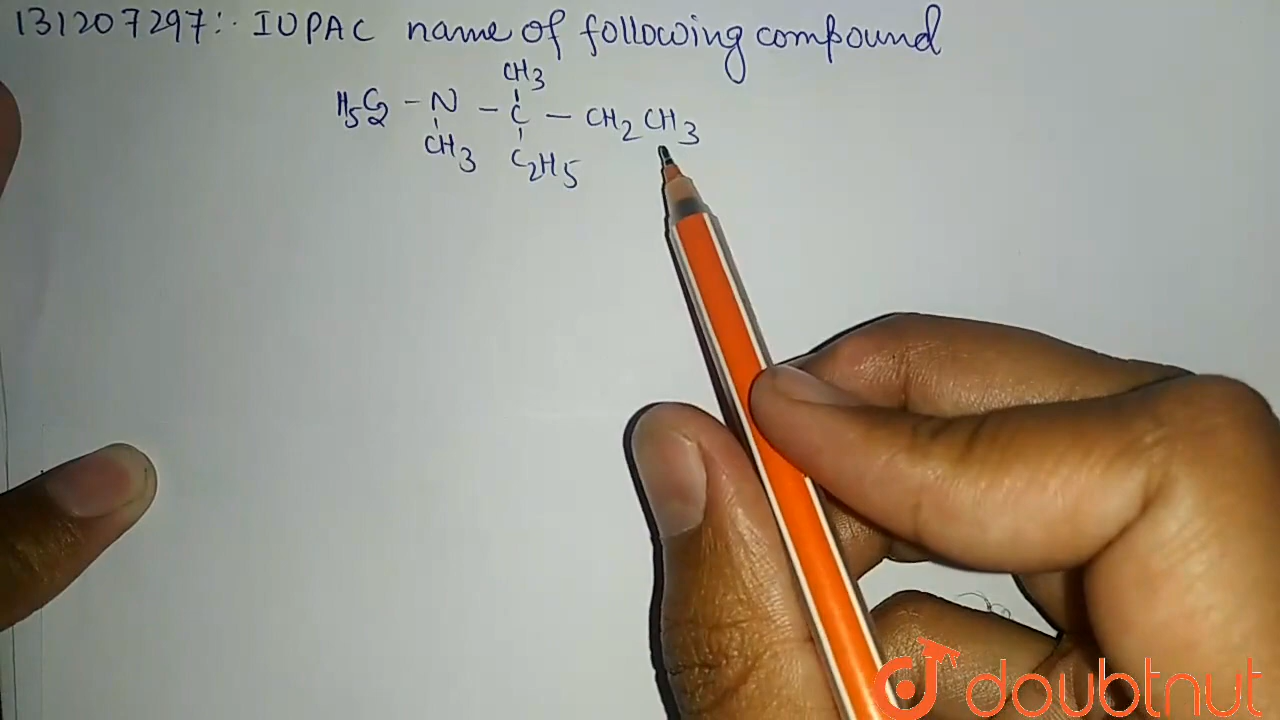 131207297:- IUPAC name of following compound
CH3
H5C2 - N - C - CH2CH3
CH3 C2H5
doubtnut